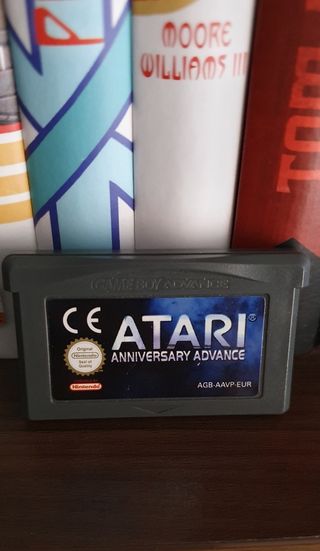 MOORE
WILLIAMS III
TOM
GAME BOY ADVANCE
CE
ATARI®
ANNIVERSARY ADVANCE
Original
Nintendo
Seal of
Quality
Nintendo
AGB-AAVP-EUR